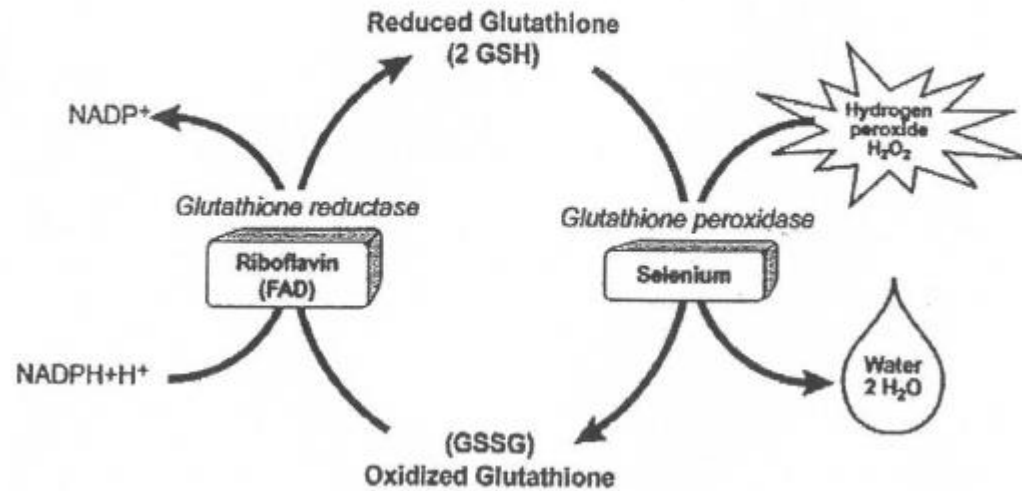 Reduced Glutathione
(2 GSH)
NADP⁺
Hydrogen
peroxide
H₂O₂
Glutathione reductase
Glutathione peroxidase
Riboflavin
(FAD)
Selenium
NADPH+H⁺
Water
2 H₂O
(GSSG)
Oxidized Glutathione